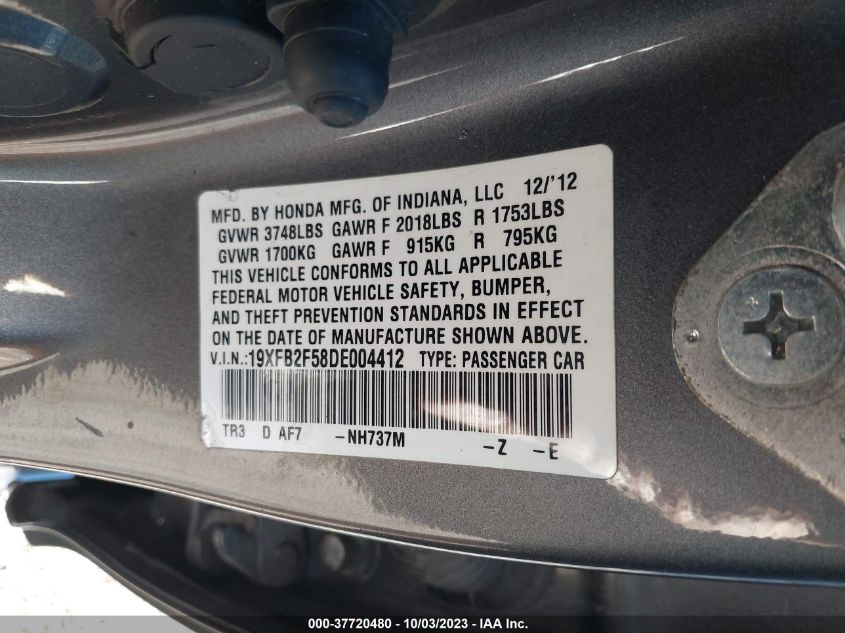 MFD. BY HONDA MFG. OF INDIANA, LLC 12/'12
GVWR 3748LBS GAWR F 2018LBS R 1753LBS
GVWR 1700KG GAWR F 915KG R 795KG
THIS VEHICLE CONFORMS TO ALL APPLICABLE
FEDERAL MOTOR VEHICLE SAFETY, BUMPER,
AND THEFT PREVENTION STANDARDS IN EFFECT
ON THE DATE OF MANUFACTURE SHOWN ABOVE.
V.I.N.:19XFB2F58DE004412 TYPE: PASSENGER CAR
TR3 D AF7 -NH737M -Z -E
000-37720480 - 10/03/2023 - IAA Inc.